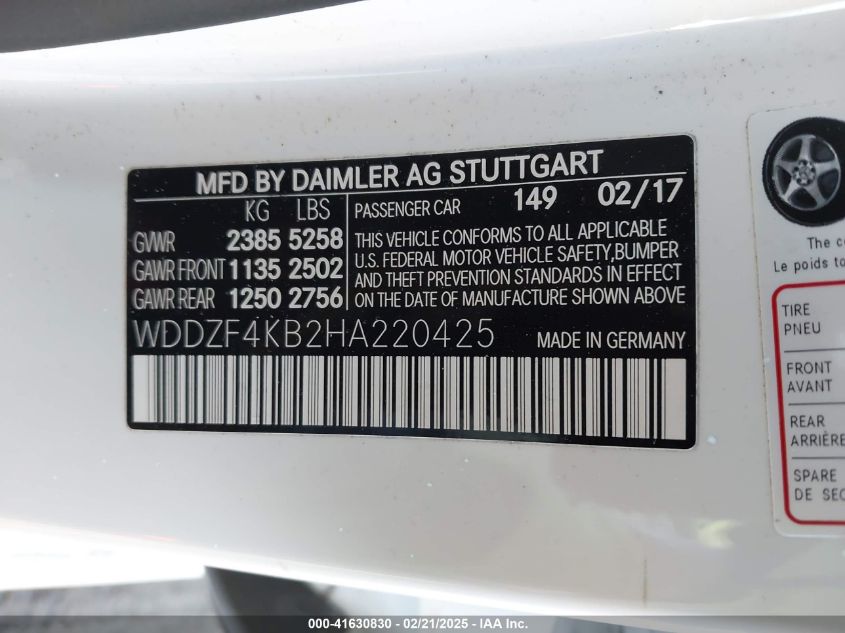 MFD BY DAIMLER AG STUTTGART
KG LBS
GVWR 2385 5258
GAWR FRONT 1135 2502
GAWR REAR 1250 2756
PASSENGER CAR 149 02/17
THIS VEHICLE CONFORMS TO ALL APPLICABLE
U.S. FEDERAL MOTOR VEHICLE SAFETY,BUMPER
AND THEFT PREVENTION STANDARDS IN EFFECT
ON THE DATE OF MANUFACTURE SHOWN ABOVE
WDDZF4KB2HA220425 MADE IN GERMANY
The
Le poids
TIRE
PNEU
FRONT
AVANT
REAR
ARRIÈRE
SPARE
DE
000-41630830 - 02/21/2025 - IAA Inc.